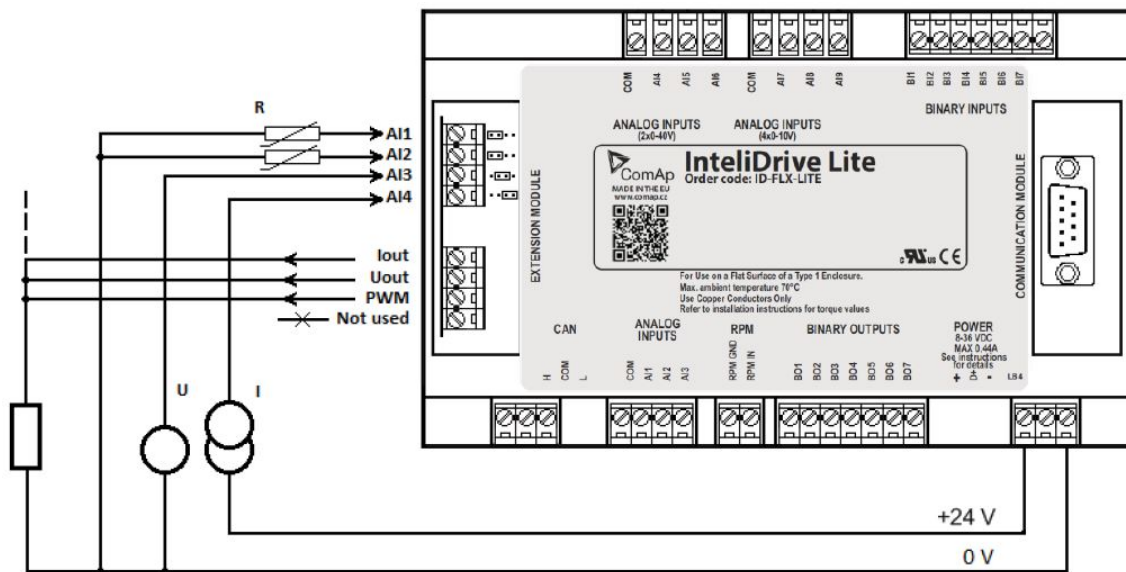 COM AI4 AI5 AI6 COM AI7 AI8 AI9 BI1 BI2 BI3 BI4 BI5 BI6 BI7
BINARY INPUTS
ANALOG INPUTS
(2x0-40V)
ANALOG INPUTS
(4x0-10V)
R
AI1
AI2
AI3
AI4
ComAp
MADE IN THE EU
www.comap.cz
InteliDrive Lite
Order code: ID-FLX-LITE
EXTENSION MODULE
COMMUNICATION MODULE
c UL us CE
Iout
Uout
PWM
Not used
For Use on a Flat Surface of a Type 1 Enclosure.
Max. ambient temperature 70°C
Use Copper Conductors Only
Refer to installation instructions for torque values
CAN
ANALOG
INPUTS
RPM
BINARY OUTPUTS
POWER
8-36 VDC
MAX 0.44A
See instructions
for details
H COM L
COM AI1 AI2 AI3
RPM GND RPM IN
BO1 BO2 BO3 BO4 BO5 BO6 BO7
+ D+ - LB4
U
I
+24 V
0 V